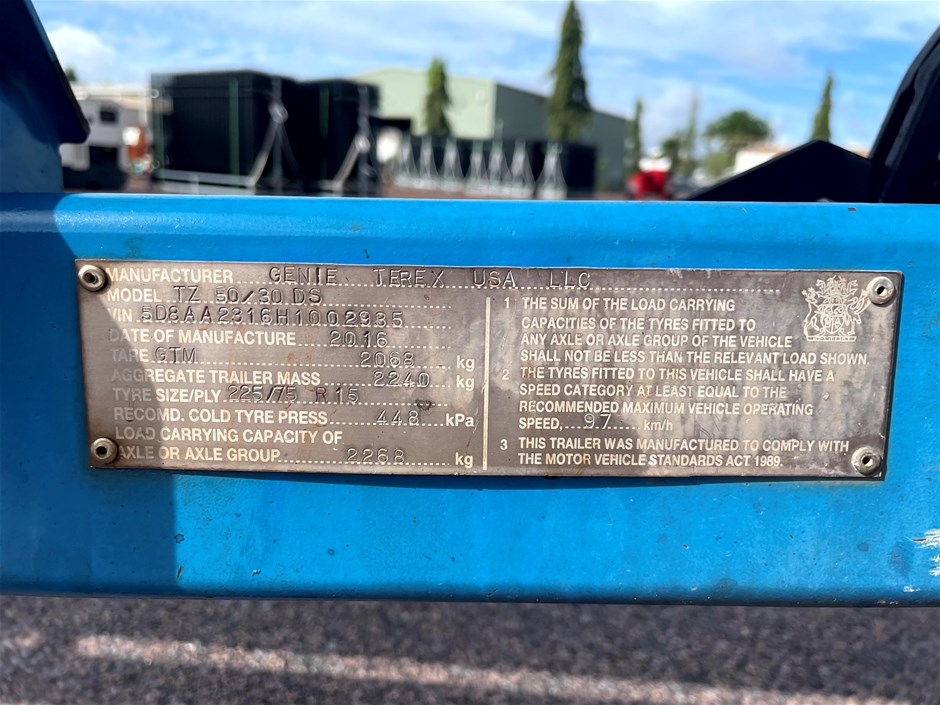 MANUFACTURER GENIE TEREX USA LLC
MODEL TZ 50/30 DS
VIN 5D8AA2316H1002935
DATE OF MANUFACTURE 2016
TARE GTM 2068 kg
AGGREGATE TRAILER MASS 2240 kg
TYRE SIZE/PLY 225/75 R15
RECOMD. COLD TYRE PRESS 448 kPa
LOAD CARRYING CAPACITY OF
AXLE OR AXLE GROUP 2268 kg
1 THE SUM OF THE LOAD CARRYING
CAPACITIES OF THE TYRES FITTED TO
ANY AXLE OR AXLE GROUP OF THE VEHICLE
SHALL NOT BE LESS THAN THE RELEVANT LOAD SHOWN.
2 THE TYRES FITTED TO THIS VEHICLE SHALL HAVE A
SPEED CATEGORY AT LEAST EQUAL TO THE
RECOMMENDED MAXIMUM VEHICLE OPERATING
SPEED, 97 km/h
3 THIS TRAILER WAS MANUFACTURED TO COMPLY WITH
THE MOTOR VEHICLE STANDARDS ACT 1989.